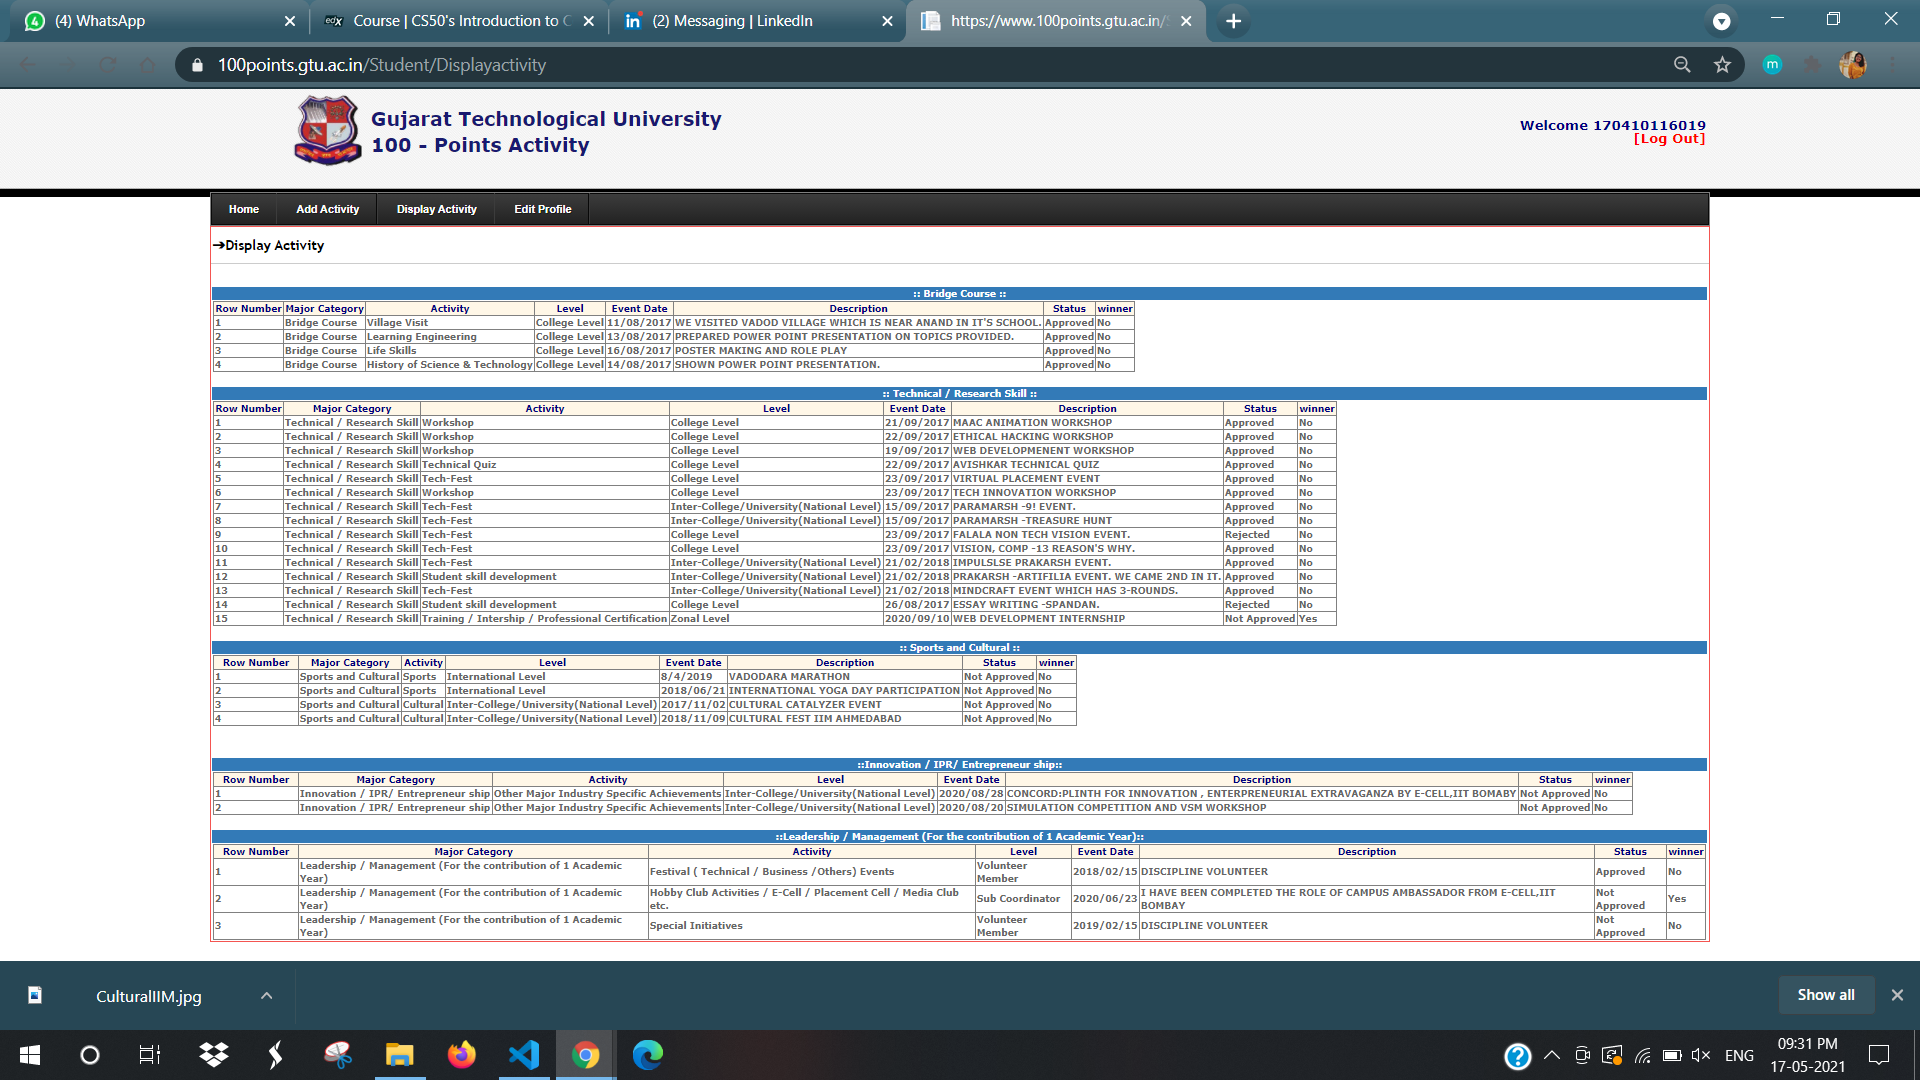 (4) WhatsApp
Course | CS50's Introduction to C
(2) Messaging | LinkedIn
https://www.100points.gtu.ac.in/
100points.gtu.ac.in/Student/Displayactivity
m
Gujarat Technological University
100 - Points Activity
Welcome 170410116019
[Log Out]
Home Add Activity Display Activity Edit Profile
➔Display Activity
:: Bridge Course ::
Row Number Major Category Activity Level Event Date Description Status winner
1 Bridge Course Village Visit College Level 11/08/2017 WE VISITED VADOD VILLAGE WHICH IS NEAR ANAND IN IT'S SCHOOL. Approved No
2 Bridge Course Learning Engineering College Level 13/08/2017 PREPARED POWER POINT PRESENTATION ON TOPICS PROVIDED. Approved No
3 Bridge Course Life Skills College Level 16/08/2017 POSTER MAKING AND ROLE PLAY Approved No
4 Bridge Course History of Science & Technology College Level 14/08/2017 SHOWN POWER POINT PRESENTATION. Approved No
:: Technical / Research Skill ::
Row Number Major Category Activity Level Event Date Description Status winner
1 Technical / Research Skill Workshop College Level 21/09/2017 MAAC ANIMATION WORKSHOP Approved No
2 Technical / Research Skill Workshop College Level 22/09/2017 ETHICAL HACKING WORKSHOP Approved No
3 Technical / Research Skill Workshop College Level 19/09/2017 WEB DEVELOPMENENT WORKSHOP Approved No
4 Technical / Research Skill Technical Quiz College Level 22/09/2017 AVISHKAR TECHNICAL QUIZ Approved No
5 Technical / Research Skill Tech-Fest College Level 23/09/2017 VIRTUAL PLACEMENT EVENT Approved No
6 Technical / Research Skill Workshop College Level 23/09/2017 TECH INNOVATION WORKSHOP Approved No
7 Technical / Research Skill Tech-Fest Inter-College/University(National Level) 15/09/2017 PARAMARSH -9! EVENT. Approved No
8 Technical / Research Skill Tech-Fest Inter-College/University(National Level) 15/09/2017 PARAMARSH -TREASURE HUNT Approved No
9 Technical / Research Skill Tech-Fest College Level 23/09/2017 FALALA NON TECH VISION EVENT. Rejected No
10 Technical / Research Skill Tech-Fest College Level 23/09/2017 VISION, COMP -13 REASON'S WHY. Approved No
11 Technical / Research Skill Tech-Fest Inter-College/University(National Level) 21/02/2018 IMPULSLSE PRAKARSH EVENT. Approved No
12 Technical / Research Skill Student skill development Inter-College/University(National Level) 21/02/2018 PRAKARSH -ARTIFILIA EVENT. WE CAME 2ND IN IT. Approved No
13 Technical / Research Skill Tech-Fest Inter-College/University(National Level) 21/02/2018 MINDCRAFT EVENT WHICH HAS 3-ROUNDS. Approved No
14 Technical / Research Skill Student skill development College Level 26/08/2017 ESSAY WRITING -SPANDAN. Rejected No
15 Technical / Research Skill Training / Intership / Professional Certification Zonal Level 2020/09/10 WEB DEVELOPMENT INTERNSHIP Not Approved Yes
:: Sports and Cultural ::
Row Number Major Category Activity Level Event Date Description Status winner
1 Sports and Cultural Sports International Level 8/4/2019 VADODARA MARATHON Not Approved No
2 Sports and Cultural Sports International Level 2018/06/21 INTERNATIONAL YOGA DAY PARTICIPATION Not Approved No
3 Sports and Cultural Cultural Inter-College/University(National Level) 2017/11/02 CULTURAL CATALYZER EVENT Not Approved No
4 Sports and Cultural Cultural Inter-College/University(National Level) 2018/11/09 CULTURAL FEST IIM AHMEDABAD Not Approved No
::Innovation / IPR/ Entrepreneur ship::
Row Number Major Category Activity Level Event Date Description Status winner
1 Innovation / IPR/ Entrepreneur ship Other Major Industry Specific Achievements Inter-College/University(National Level) 2020/08/28 CONCORD:PLINTH FOR INNOVATION , ENTERPRENEURIAL EXTRAVAGANZA BY E-CELL,IIT BOMABY Not Approved No
2 Innovation / IPR/ Entrepreneur ship Other Major Industry Specific Achievements Inter-College/University(National Level) 2020/08/20 SIMULATION COMPETITION AND VSM WORKSHOP Not Approved No
::Leadership / Management (For the contribution of 1 Academic Year)::
Row Number Major Category Activity Level Event Date Description Status winner
1 Leadership / Management (For the contribution of 1 Academic Year) Festival ( Technical / Business /Others) Events Volunteer Member 2018/02/15 DISCIPLINE VOLUNTEER Approved No
2 Leadership / Management (For the contribution of 1 Academic Year) Hobby Club Activities / E-Cell / Placement Cell / Media Club etc. Sub Coordinator 2020/06/23 I HAVE BEEN COMPLETED THE ROLE OF CAMPUS AMBASSADOR FROM E-CELL,IIT BOMBAY Not Approved Yes
3 Leadership / Management (For the contribution of 1 Academic Year) Special Initiatives Volunteer Member 2019/02/15 DISCIPLINE VOLUNTEER Not Approved No
CulturalIIM.jpg
Show all
ENG
09:31 PM
17-05-2021